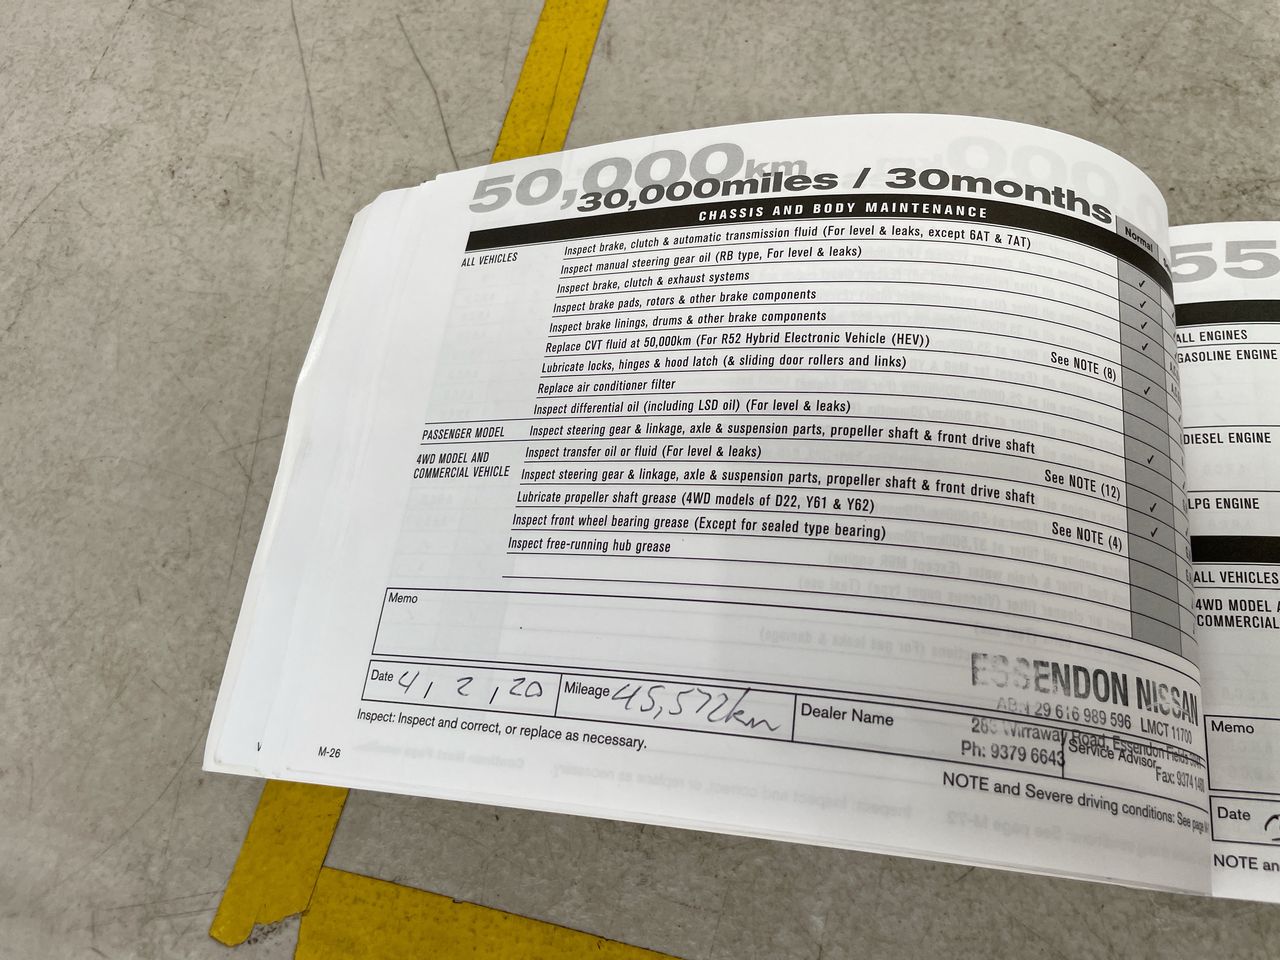 50,000km
30,000miles / 30months
CHASSIS AND BODY MAINTENANCE
Normal
ALL VEHICLES
Inspect brake, clutch & automatic transmission fluid (For level & leaks, except 6AT & 7AT)
Inspect manual steering gear oil (RB type, For level & leaks)
Inspect brake, clutch & exhaust systems
Inspect brake pads, rotors & other brake components
Inspect brake linings, drums & other brake components
Replace CVT fluid at 50,000km (For R52 Hybrid Electronic Vehicle (HEV))
Lubricate locks, hinges & hood latch (& sliding door rollers and links) See NOTE (8)
Replace air conditioner filter
Inspect differential oil (including LSD oil) (For level & leaks)
PASSENGER MODEL
Inspect steering gear & linkage, axle & suspension parts, propeller shaft & front drive shaft
4WD MODEL AND
COMMERCIAL VEHICLE
Inspect transfer oil or fluid (For level & leaks) See NOTE (12)
Inspect steering gear & linkage, axle & suspension parts, propeller shaft & front drive shaft
Lubricate propeller shaft grease (4WD models of D22, Y61 & Y62) See NOTE (4)
Inspect front wheel bearing grease (Except for sealed type bearing)
Inspect free-running hub grease
Memo
Date 4, 2, 20
Mileage 45,572km
Dealer Name
Service Advisor
ESSENDON NISSAN
ABN 29 616 989 596 LMCT 11700
Wirraway Road, Essendon Fields
Ph: 9379 6643
Fax: 9374
Inspect: Inspect and correct, or replace as necessary.
M-26
NOTE and Severe driving conditions: See page
55
ALL ENGINES
GASOLINE ENGINE
DIESEL ENGINE
LPG ENGINE
ALL VEHICLES
4WD MODEL
COMMERCIAL
Memo
Date
NOTE